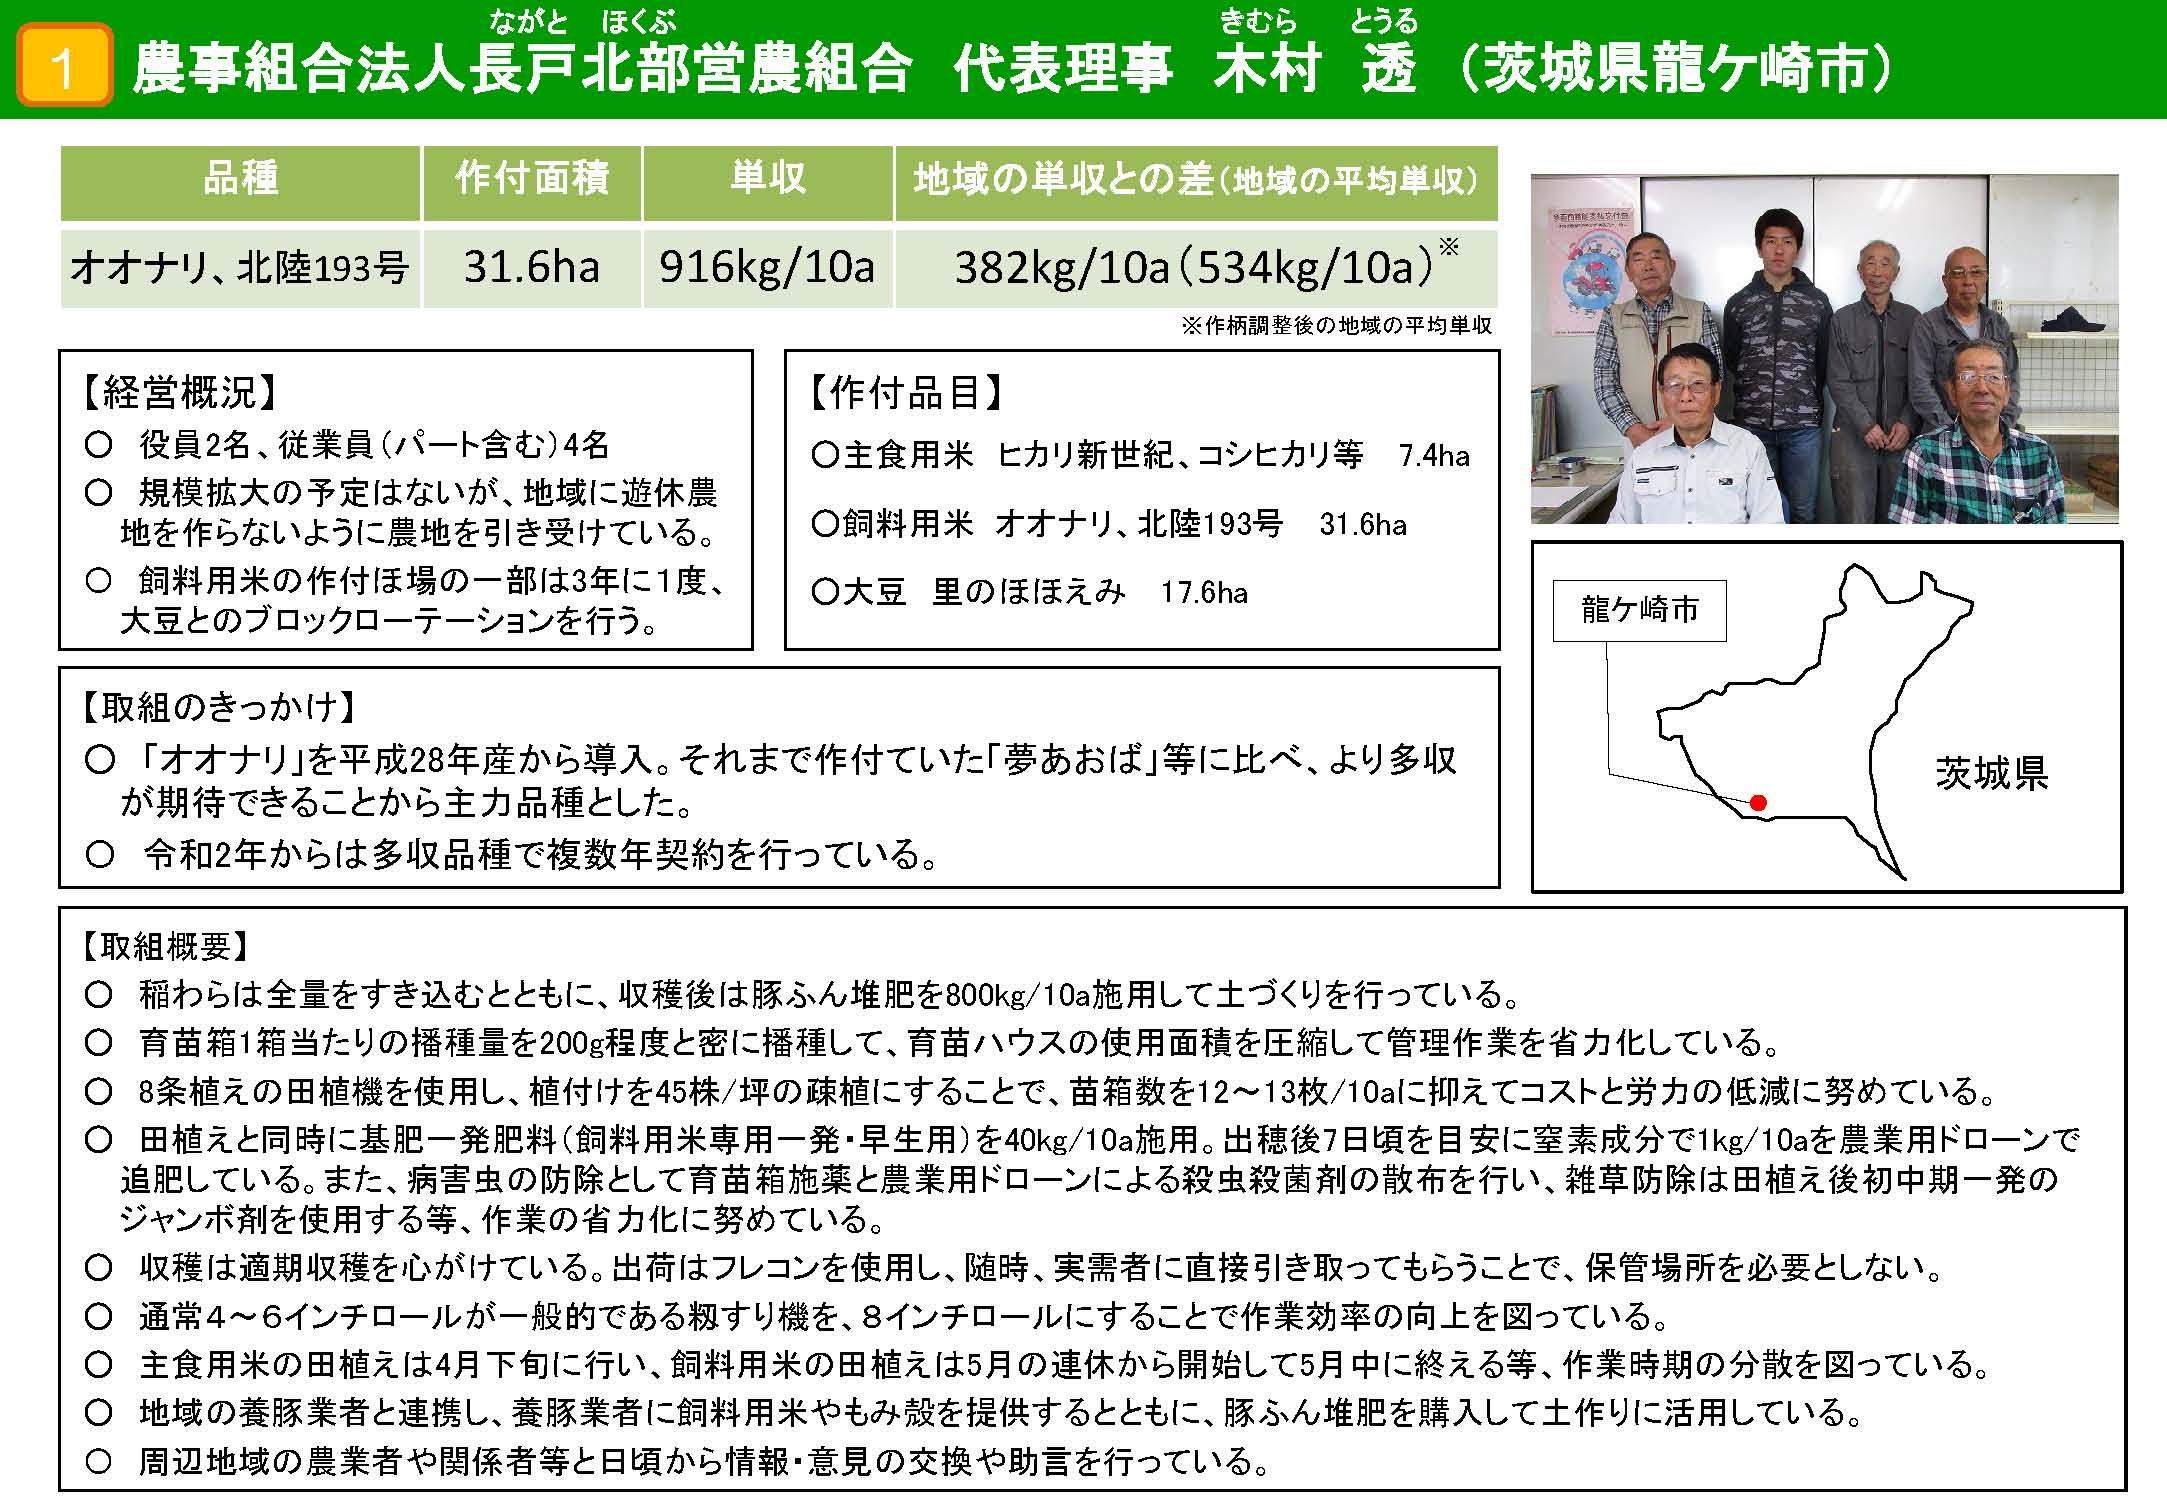 ながと ほくぶ きむら とうる
1 農事組合法人長戸北部営農組合 代表理事 木村 透 （茨城県龍ケ崎市）
品種 作付面積 単収 地域の単収との差（地域の平均単収）
オオナリ、北陸193号 31.6ha 916kg/10a 382kg/10a（534kg/10a）※
※作柄調整後の地域の平均単収
【経営概況】
○ 役員2名、従業員（パート含む）4名
○ 規模拡大の予定はないが、地域に遊休農
地を作らないように農地を引き受けている。
○ 飼料用米の作付ほ場の一部は3年に１度、
大豆とのブロックローテーションを行う。
【作付品目】
○主食用米 ヒカリ新世紀、コシヒカリ等 7.4ha
○飼料用米 オオナリ、北陸193号 31.6ha
○大豆 里のほほえみ 17.6ha
龍ケ崎市
茨城県
【取組のきっかけ】
○ 「オオナリ」を平成28年産から導入。それまで作付ていた「夢あおば」等に比べ、より多収
が期待できることから主力品種とした。
○ 令和2年からは多収品種で複数年契約を行っている。
【取組概要】
○ 稲わらは全量をすき込むとともに、収穫後は豚ふん堆肥を800kg/10a施用して土づくりを行っている。
○ 育苗箱1箱当たりの播種量を200g程度と密に播種して、育苗ハウスの使用面積を圧縮して管理作業を省力化している。
○ 8条植えの田植機を使用し、植付けを45株/坪の疎植にすることで、苗箱数を12～13枚/10aに抑えてコストと労力の低減に努めている。
○ 田植えと同時に基肥一発肥料（飼料用米専用一発・早生用）を40kg/10a施用。出穂後7日頃を目安に窒素成分で1kg/10aを農業用ドローンで
追肥している。また、病害虫の防除として育苗箱施薬と農業用ドローンによる殺虫殺菌剤の散布を行い、雑草防除は田植え後初中期一発の
ジャンボ剤を使用する等、作業の省力化に努めている。
○ 収穫は適期収穫を心がけている。出荷はフレコンを使用し、随時、実需者に直接引き取ってもらうことで、保管場所を必要としない。
○ 通常４～６インチロールが一般的である籾すり機を、８インチロールにすることで作業効率の向上を図っている。
○ 主食用米の田植えは4月下旬に行い、飼料用米の田植えは5月の連休から開始して5月中に終える等、作業時期の分散を図っている。
○ 地域の養豚業者と連携し、養豚業者に飼料用米やもみ殻を提供するとともに、豚ふん堆肥を購入して土作りに活用している。
○ 周辺地域の農業者や関係者等と日頃から情報・意見の交換や助言を行っている。